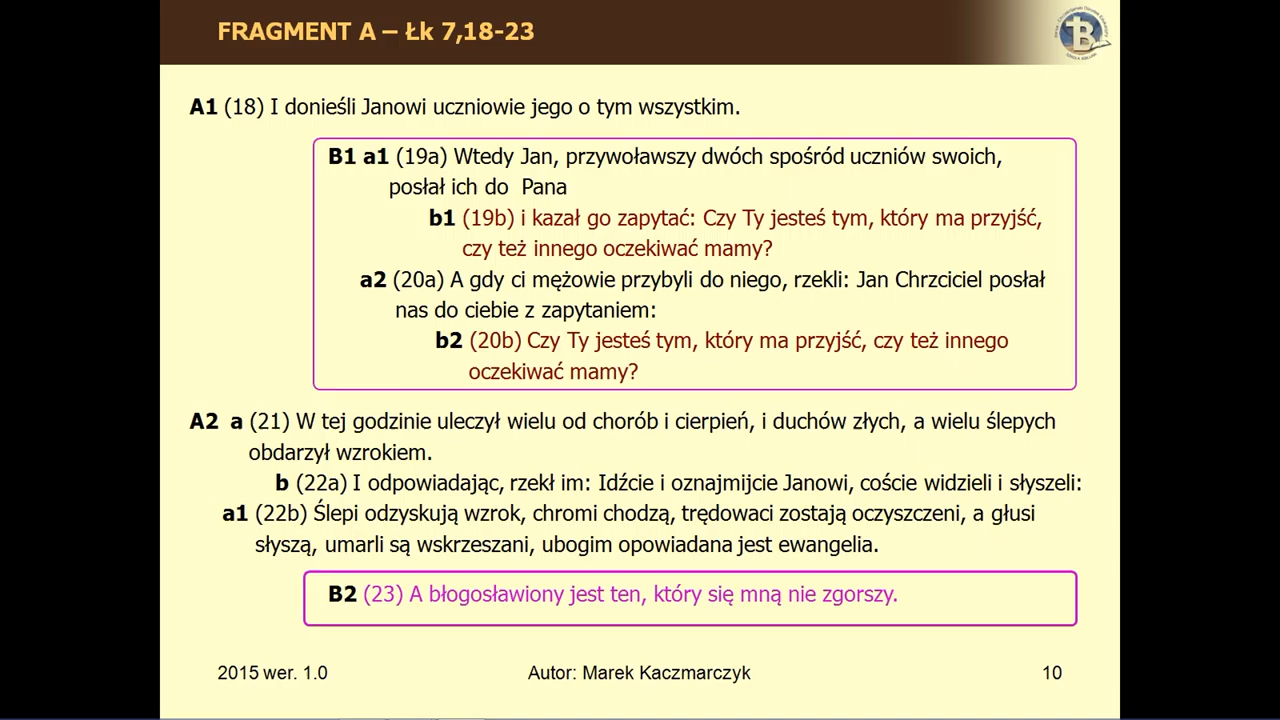 FRAGMENT A – Łk 7,18-23
A1 (18) I donieśli Janowi uczniowie jego o tym wszystkim.
B1 a1 (19a) Wtedy Jan, przywoławszy dwóch spośród uczniów swoich,
posłał ich do Pana
b1 (19b) i kazał go zapytać: Czy Ty jesteś tym, który ma przyjść,
czy też innego oczekiwać mamy?
a2 (20a) A gdy ci mężowie przybyli do niego, rzekli: Jan Chrzciciel posłał
nas do ciebie z zapytaniem:
b2 (20b) Czy Ty jesteś tym, który ma przyjść, czy też innego
oczekiwać mamy?
A2 a (21) W tej godzinie uleczył wielu od chorób i cierpień, i duchów złych, a wielu ślepych
obdarzył wzrokiem.
b (22a) I odpowiadając, rzekł im: Idźcie i oznajmijcie Janowi, coście widzieli i słyszeli:
a1 (22b) Ślepi odzyskują wzrok, chromi chodzą, trędowaci zostają oczyszczeni, a głusi
słyszą, umarli są wskrzeszani, ubogim opowiadana jest ewangelia.
B2 (23) A błogosławiony jest ten, który się mną nie zgorszy.
2015 wer. 1.0
Autor: Marek Kaczmarczyk
10